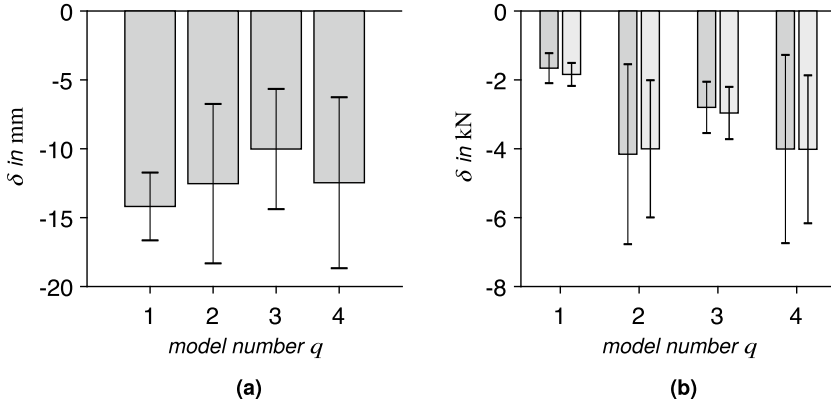 0
-5
-10
-15
-20
δ in mm
1 2 3 4
model number q
(a)
0
-2
-4
-6
-8
δ in kN
1 2 3 4
model number q
(b)